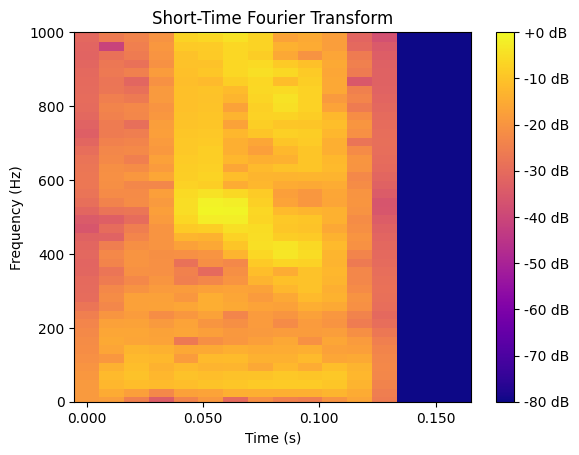 Short-Time Fourier Transform
1000
800
600
400
200
0
Frequency (Hz)
0.000
0.050
0.100
0.150
Time (s)
+0 dB
-10 dB
-20 dB
-30 dB
-40 dB
-50 dB
-60 dB
-70 dB
-80 dB